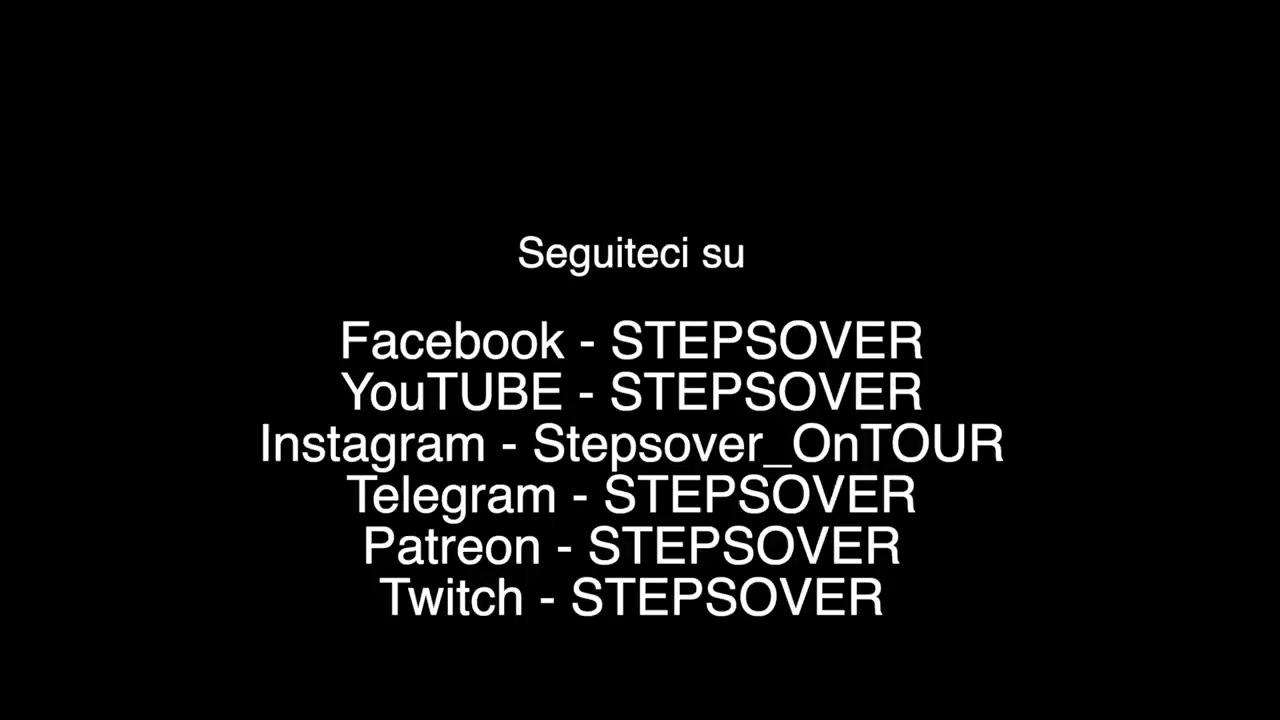 Seguiteci su
Facebook - STEPSOVER
YouTUBE - STEPSOVER
Instagram - Stepsover_OnTOUR
Telegram - STEPSOVER
Patreon - STEPSOVER
Twitch - STEPSOVER